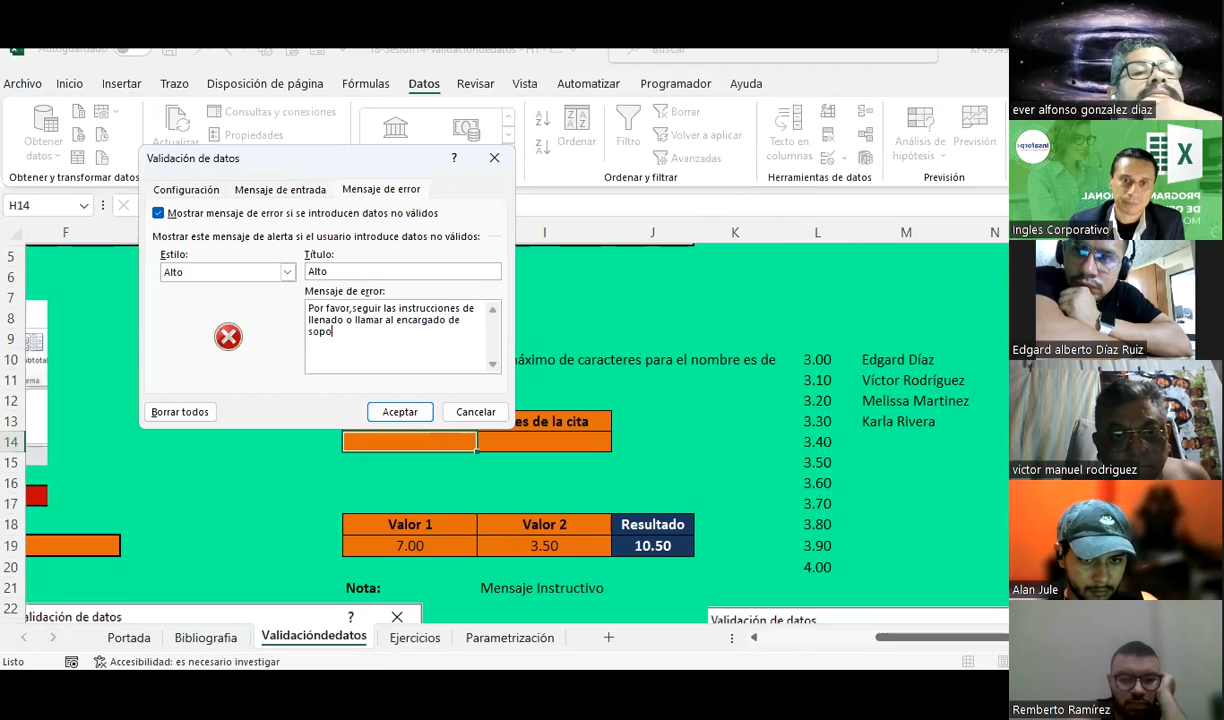 Autoguardado
18-Sesion14-Validacióndedatos - HT - C...
Buscar
Archivo Inicio Insertar Trazo Disposición de página Fórmulas Datos Revisar Vista Automatizar Programador Ayuda
Obtener datos
Consultas y conexiones
Propiedades
Ordenar
Filtro
Borrar
Volver a aplicar
Avanzadas
Texto en columnas
Análisis de hipótesis
Previsión
Obtener y transformar datos
Ordenar y filtrar
Herramientas de datos
Previsión
H14
Validación de datos
?
Configuración Mensaje de entrada Mensaje de error
Mostrar mensaje de error si se introducen datos no válidos
Mostrar este mensaje de alerta si el usuario introduce datos no válidos:
Estilo:
Alto
Título:
Alto
Mensaje de error:
Por favor,seguir las instrucciones de
llenado o llamar al encargado de
sopo
Borrar todos Aceptar Cancelar
F I J K L M N
5
6
7
8
9
10 máximo de caracteres para el nombre es de 3.00 Edgard Díaz
11 3.10 Víctor Rodríguez
12 3.20 Melissa Martinez
13 es de la cita 3.30 Karla Rivera
14 3.40
15 3.50
16 3.60
17 3.70
18 Valor 1 Valor 2 Resultado 3.80
19 7.00 3.50 10.50 3.90
20 4.00
21 Nota: Mensaje Instructivo
22
alidación de datos ?
Validación de datos
Portada Bibliografia Validacióndedatos Ejercicios Parametrización
Listo Accesibilidad: es necesario investigar
ever alfonso gonzalez diaz
Insaforp
X
Ingles Corporativo
Edgard alberto Díaz Ruiz
victor manuel rodriguez
Alan Jule
Remberto Ramírez